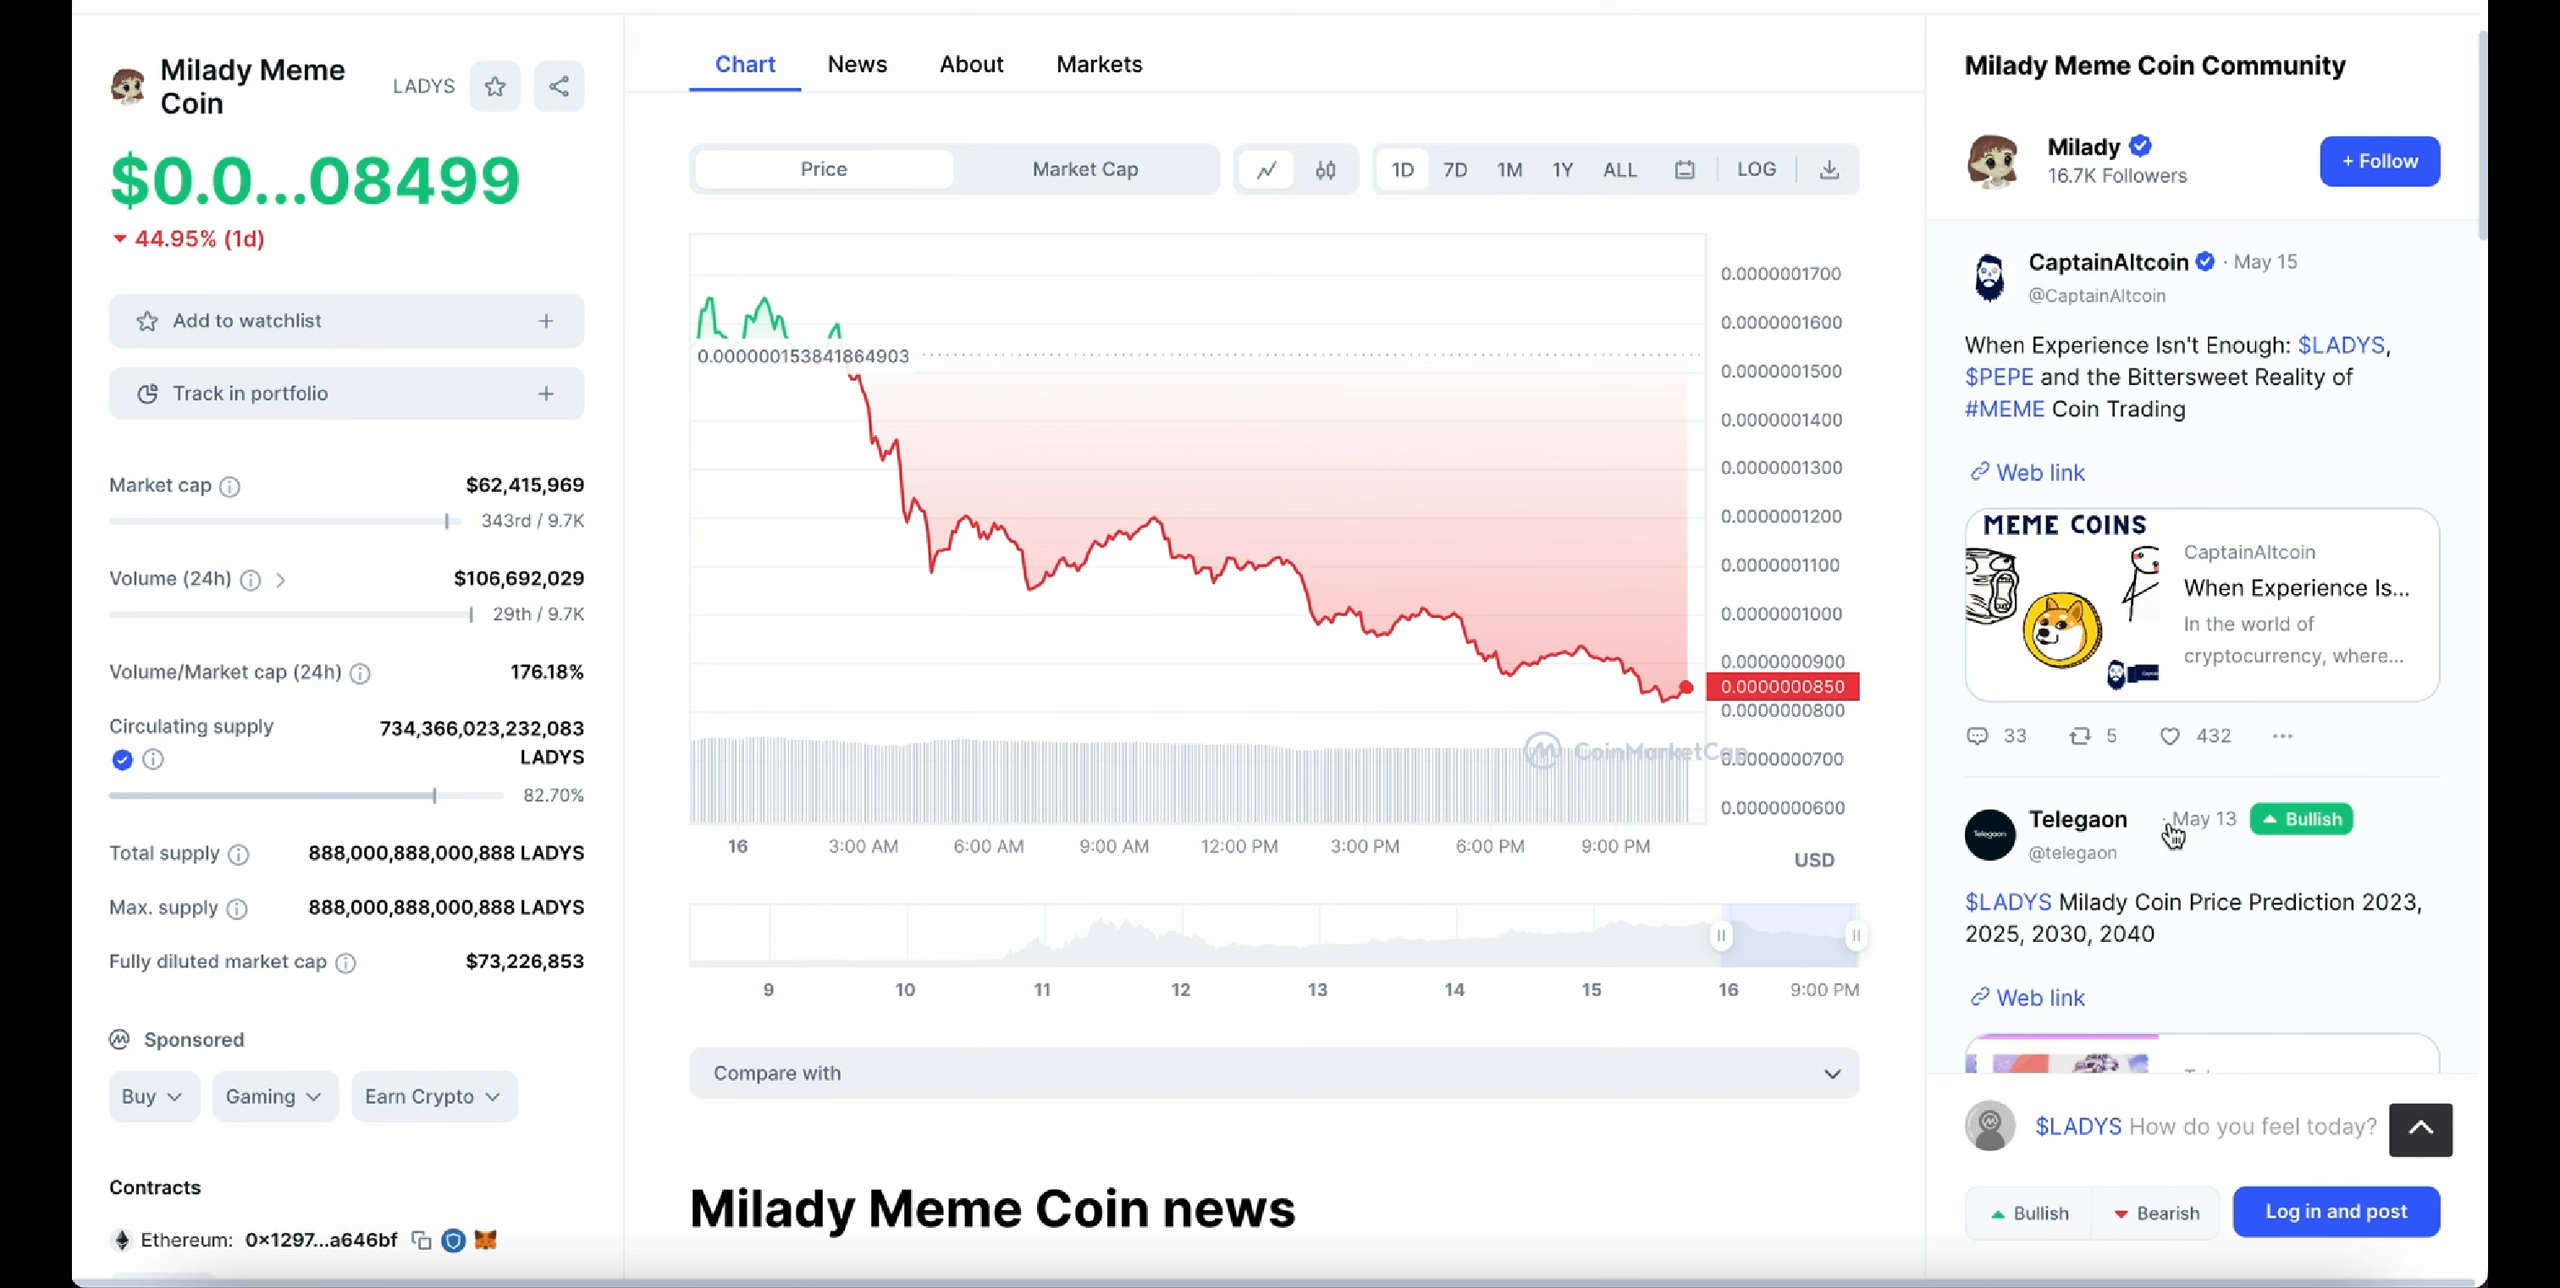 Milady Meme
Coin
LADYS
$0.0...08499
44.95% (1d)
Add to watchlist
Track in portfolio
Market cap
$62,415,969
343rd / 9.7K
Volume (24h)
$106,692,029
29th / 9.7K
Volume/Market cap (24h)
176.18%
Circulating supply
734,366,023,232,083
LADYS
82.70%
Total supply
888,000,888,000,888 LADYS
Max. supply
888,000,888,000,888 LADYS
Fully diluted market cap
$73,226,853
Sponsored
Buy
Gaming
Earn Crypto
Contracts
Ethereum: 0x1297...a646bf
Chart
News
About
Markets
Price
Market Cap
1D
7D
1M
1Y
ALL
LOG
0.0000001700
0.0000001600
0.000000153841864903
0.0000001500
0.0000001400
0.0000001300
0.0000001200
0.0000001100
0.0000001000
0.0000000900
0.0000000850
0.0000000800
CoinMarketCap
0.0000000700
0.0000000600
16
3:00 AM
6:00 AM
9:00 AM
12:00 PM
3:00 PM
6:00 PM
9:00 PM
USD
9
10
11
12
13
14
15
16
9:00 PM
Compare with
Milady Meme Coin news
Milady Meme Coin Community
Milady
16.7K Followers
+ Follow
CaptainAltcoin · May 15
@CaptainAltcoin
When Experience Isn't Enough: $LADYS,
$PEPE and the Bittersweet Reality of
#MEME Coin Trading
Web link
MEME COINS
CaptainAltcoin
When Experience Is...
In the world of
cryptocurrency, where...
33
5
432
Telegaon
Telegaon · May 13
Bullish
@telegaon
$LADYS Milady Coin Price Prediction 2023,
2025, 2030, 2040
Web link
$LADYS How do you feel today?
Bullish
Bearish
Log in and post